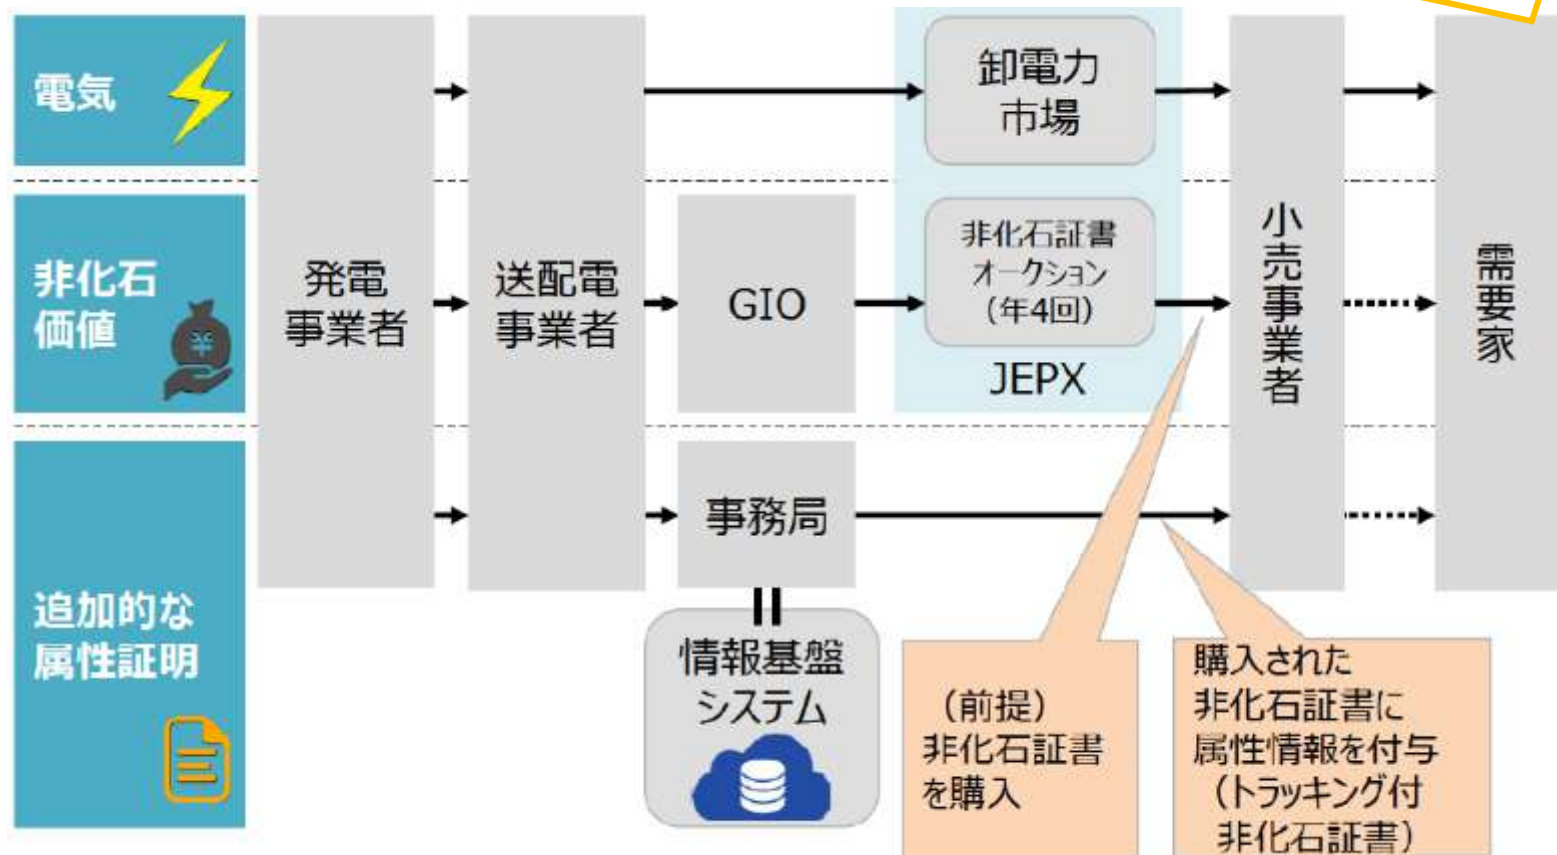 電気
非化石
価値
¥
追加的な
属性証明
発電
事業者
送配電
事業者
GIO
事務局
情報基盤
システム
卸電力
市場
非化石証書
オークション
(年4回)
JEPX
小売事業者
需要家
(前提)
非化石証書
を購入
購入された
非化石証書に
属性情報を付与
(トラッキング付
非化石証書)